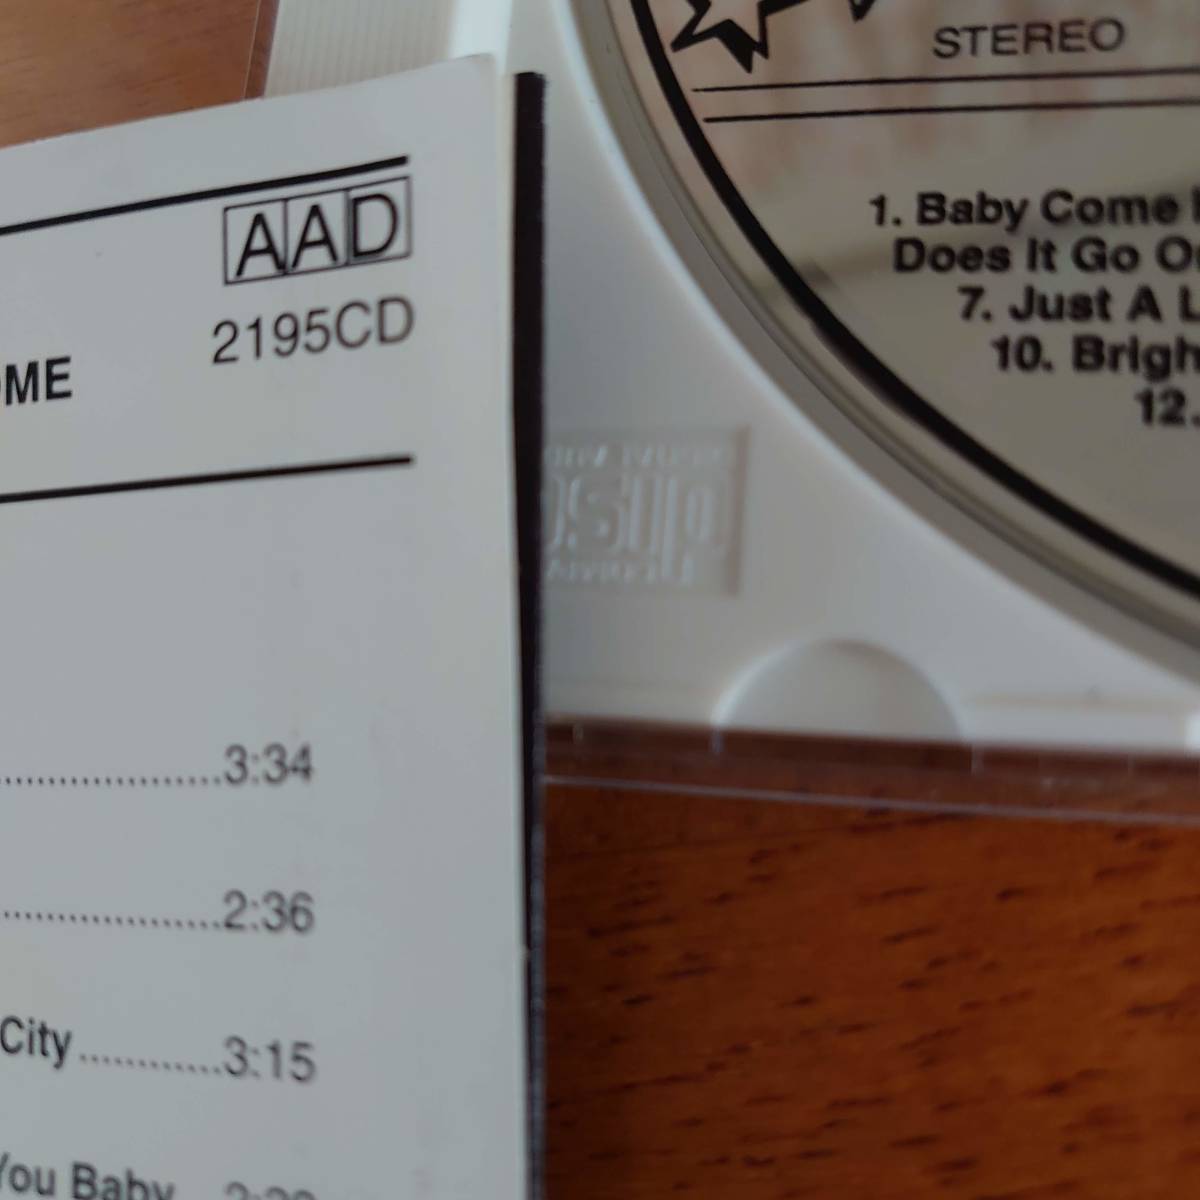 AAD
2195CD
OME
3:34
2:36
City 3:15
You Baby
STEREO
1. Baby Come
Does It Go
7. Just A
10. Brigh
12.